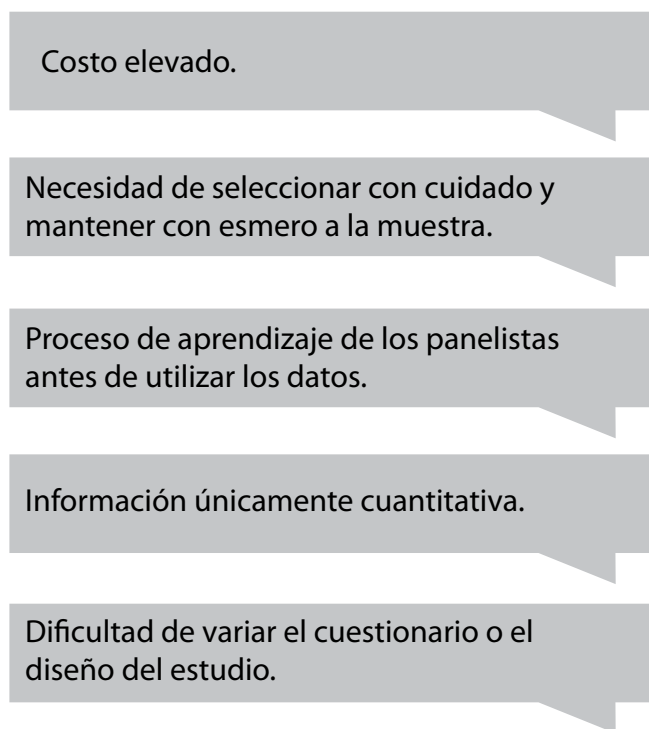 Costo elevado.
Necesidad de seleccionar con cuidado y
mantener con esmero a la muestra.
Proceso de aprendizaje de los panelistas
antes de utilizar los datos.
Información únicamente cuantitativa.
Dificultad de variar el cuestionario o el
diseño del estudio.